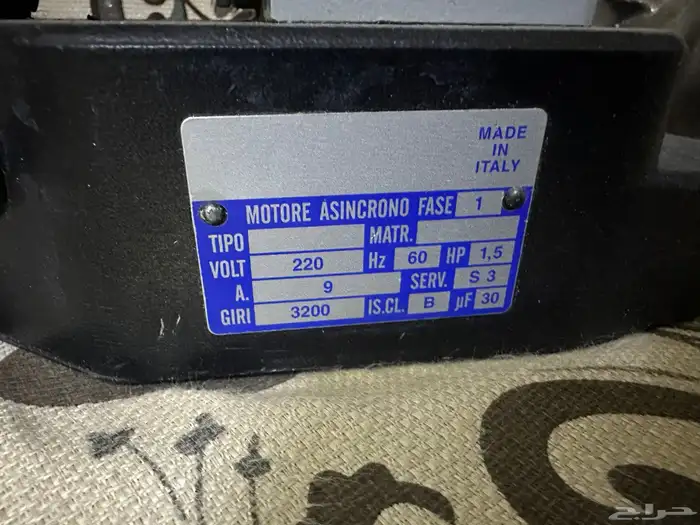 MADE
IN
ITALY
MOTORE ASINCRONO FASE 1
TIPO MATR.
VOLT 220 Hz 60 HP 1,5
A. 9 SERV. S 3
GIRI 3200 IS.CL. B µF 30
حراج